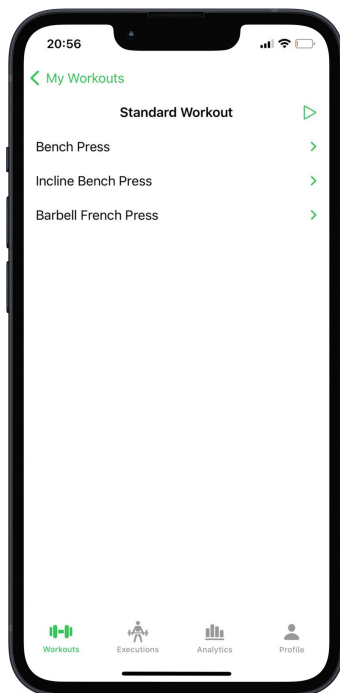 20:56
My Workouts
Standard Workout
Bench Press
Incline Bench Press
Barbell French Press
Workouts Executions Analytics Profile